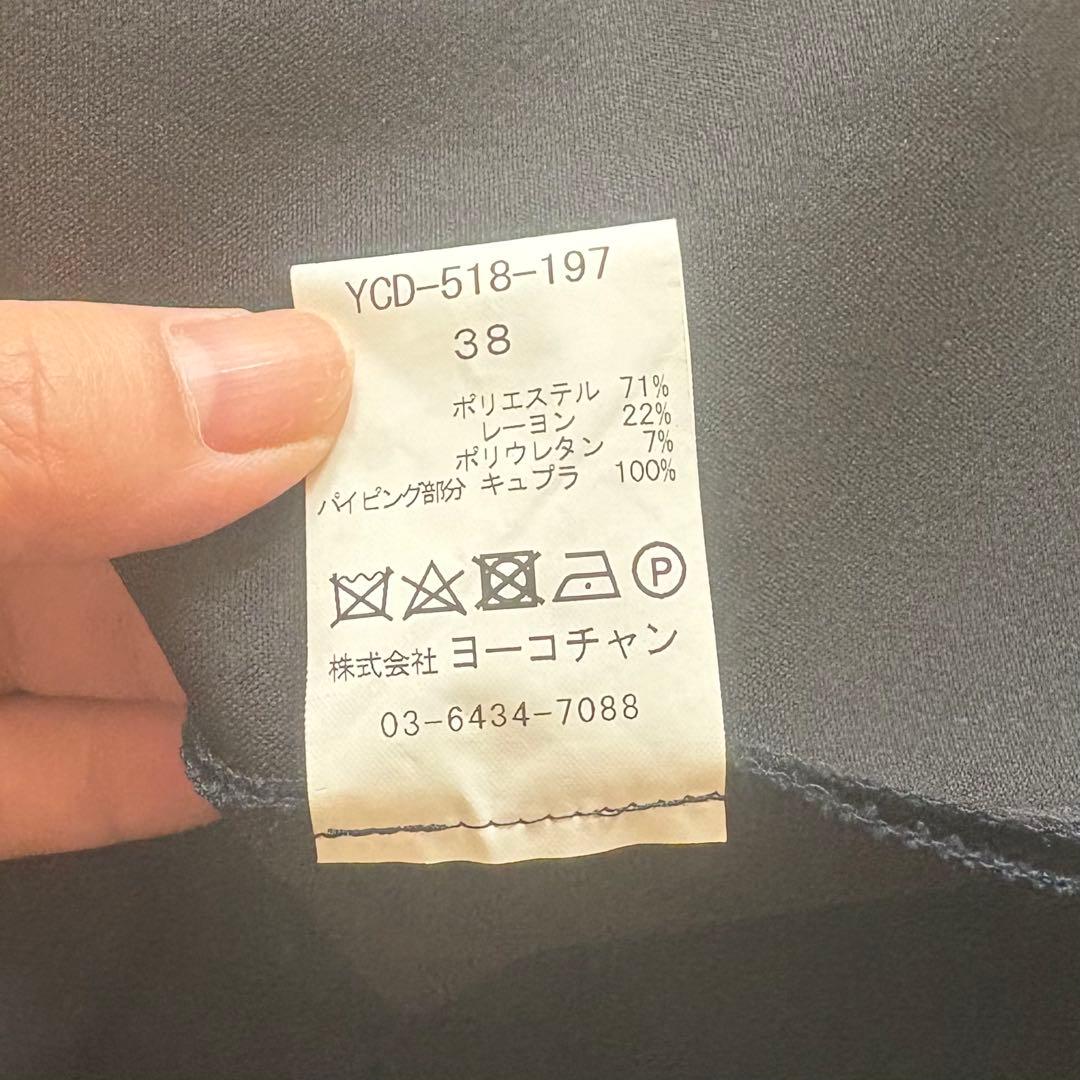 YCD-518-197
38
ポリエステル 71%
レーヨン 22%
ポリウレタン 7%
パイピング部分 キュプラ 100%
P
株式会社 ヨーコチャン
03-6434-7088